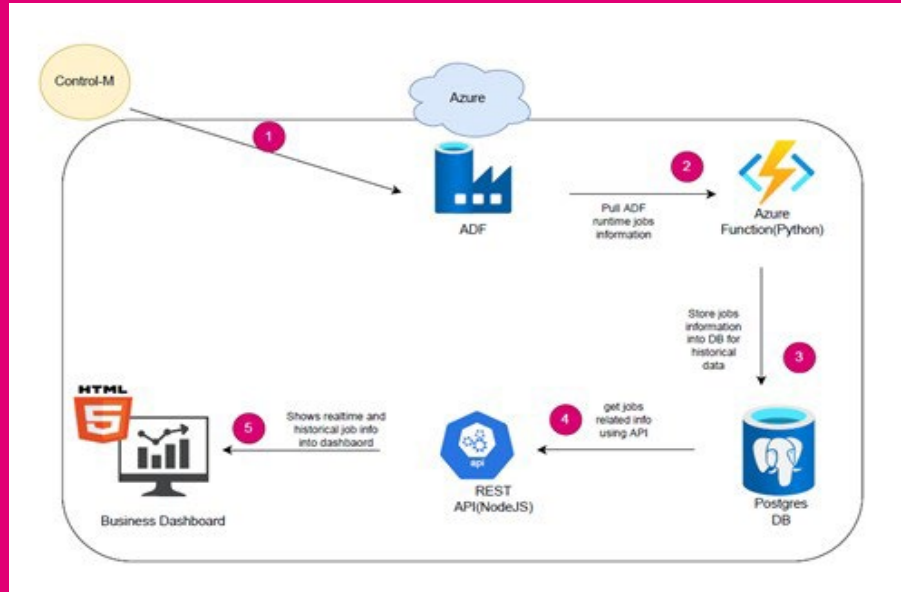 Control-M
Azure
1
ADF
2
Pull ADF
runtime jobs
information
Azure
Function(Python)
Store jobs
information
into DB for
historical
data
3
Postgres
DB
4
get jobs
related info
using API
api
REST
API(NodeJS)
5
Shows realtime and
historical job info
into dashbaord
HTML
5
Business Dashboard